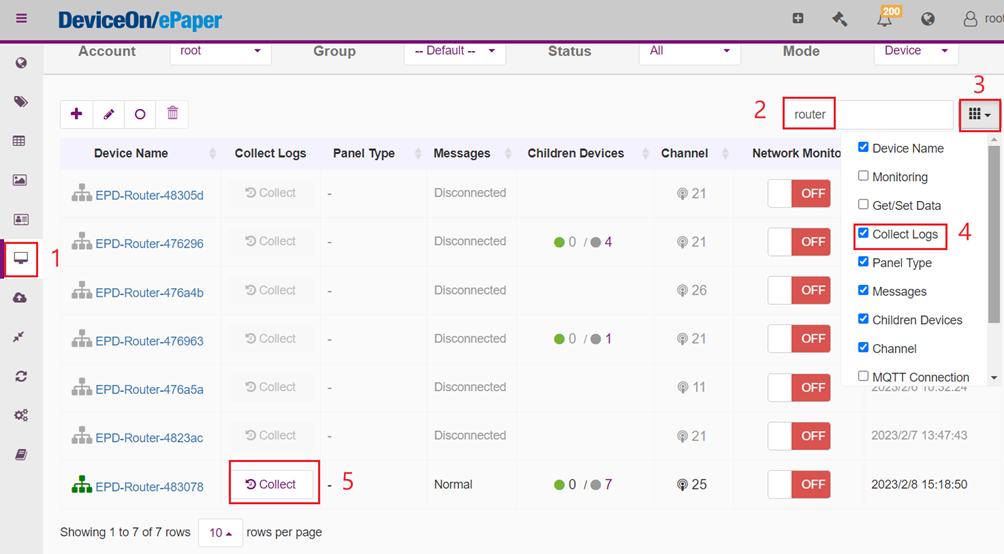 DeviceOn/ePaper
200
root
Account root Group -- Default -- Status All Mode Device
3
2 router
Device Name Collect Logs Panel Type Messages Children Devices Channel Network Monito
EPD-Router-48305d Collect - Disconnected 21 OFF
EPD-Router-476296 Collect - Disconnected 0 / 4 21 OFF
EPD-Router-476a4b Collect - Disconnected 26 OFF
EPD-Router-476963 Collect - Disconnected 0 / 1 21 OFF
EPD-Router-476a5a Collect - Disconnected 11 OFF 2023/2/6 10:32:24
EPD-Router-4823ac Collect - Disconnected 21 OFF 2023/2/7 13:47:43
EPD-Router-483078 Collect - 5 Normal 0 / 7 25 OFF 2023/2/8 15:18:50
Device Name
Monitoring
Get/Set Data
Collect Logs 4
Panel Type
Messages
Children Devices
Channel
MQTT Connection
1
Showing 1 to 7 of 7 rows 10 rows per page